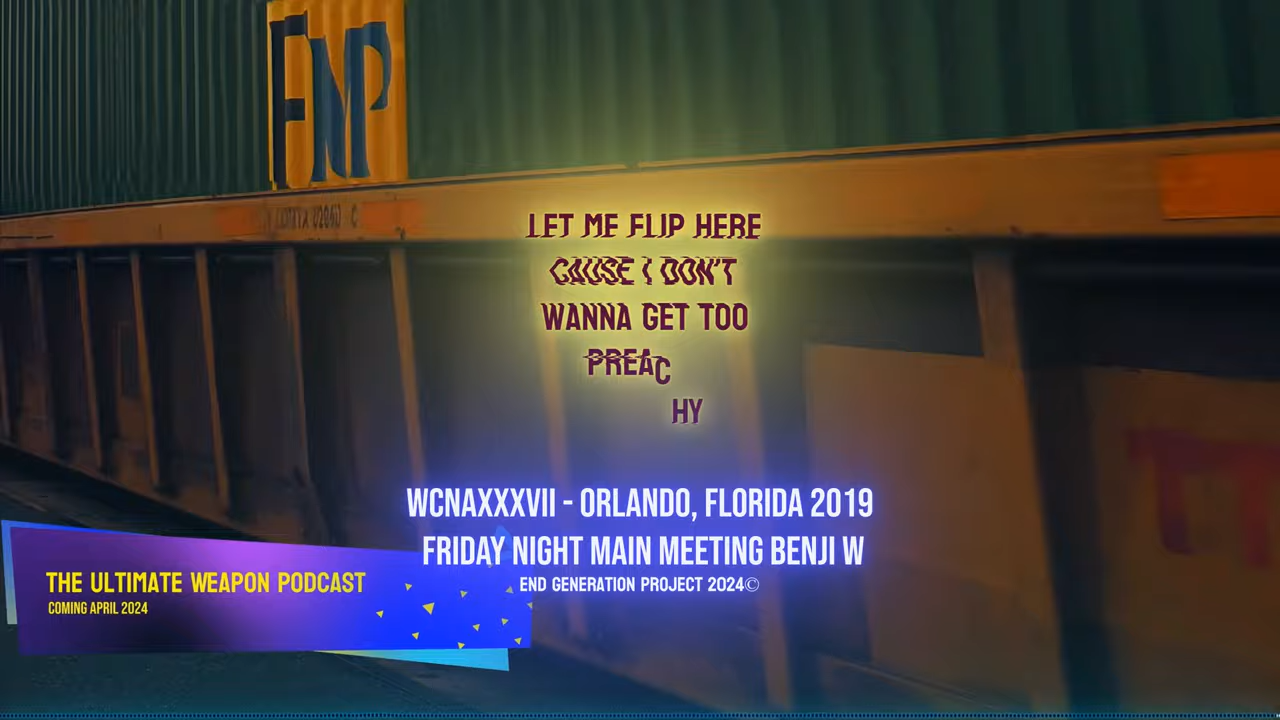 FNP
LET ME FLIP HERE
CAUSE I DON'T
WANNA GET TOO
PREAC
HY
WCNAXXXVII - ORLANDO, FLORIDA 2019
FRIDAY NIGHT MAIN MEETING BENJI W
END GENERATION PROJECT 2024©
THE ULTIMATE WEAPON PODCAST
COMING APRIL 2024